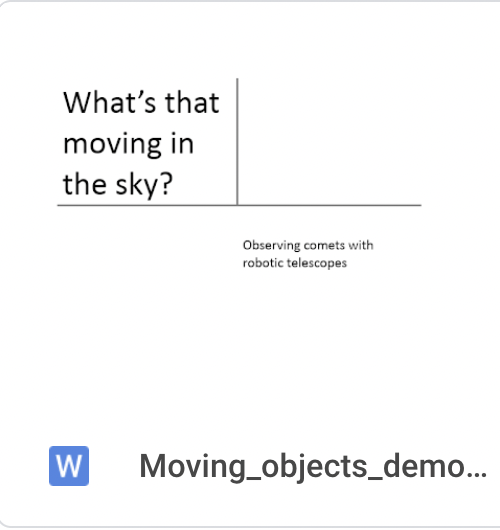 What's that
moving in
the sky?
Observing comets with
robotic telescopes
W Moving_objects_demo...